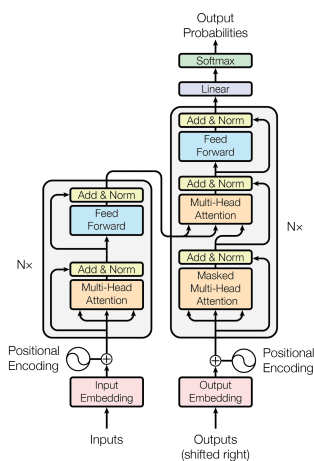 Output
Probabilities
Softmax
Linear
Add & Norm
Feed
Forward
Add & Norm
Multi-Head
Attention
Add & Norm
Masked
Multi-Head
Attention
N×
Positional
Encoding
Output
Embedding
Outputs
(shifted right)
Add & Norm
Feed
Forward
Add & Norm
Multi-Head
Attention
N×
Positional
Encoding
Input
Embedding
Inputs